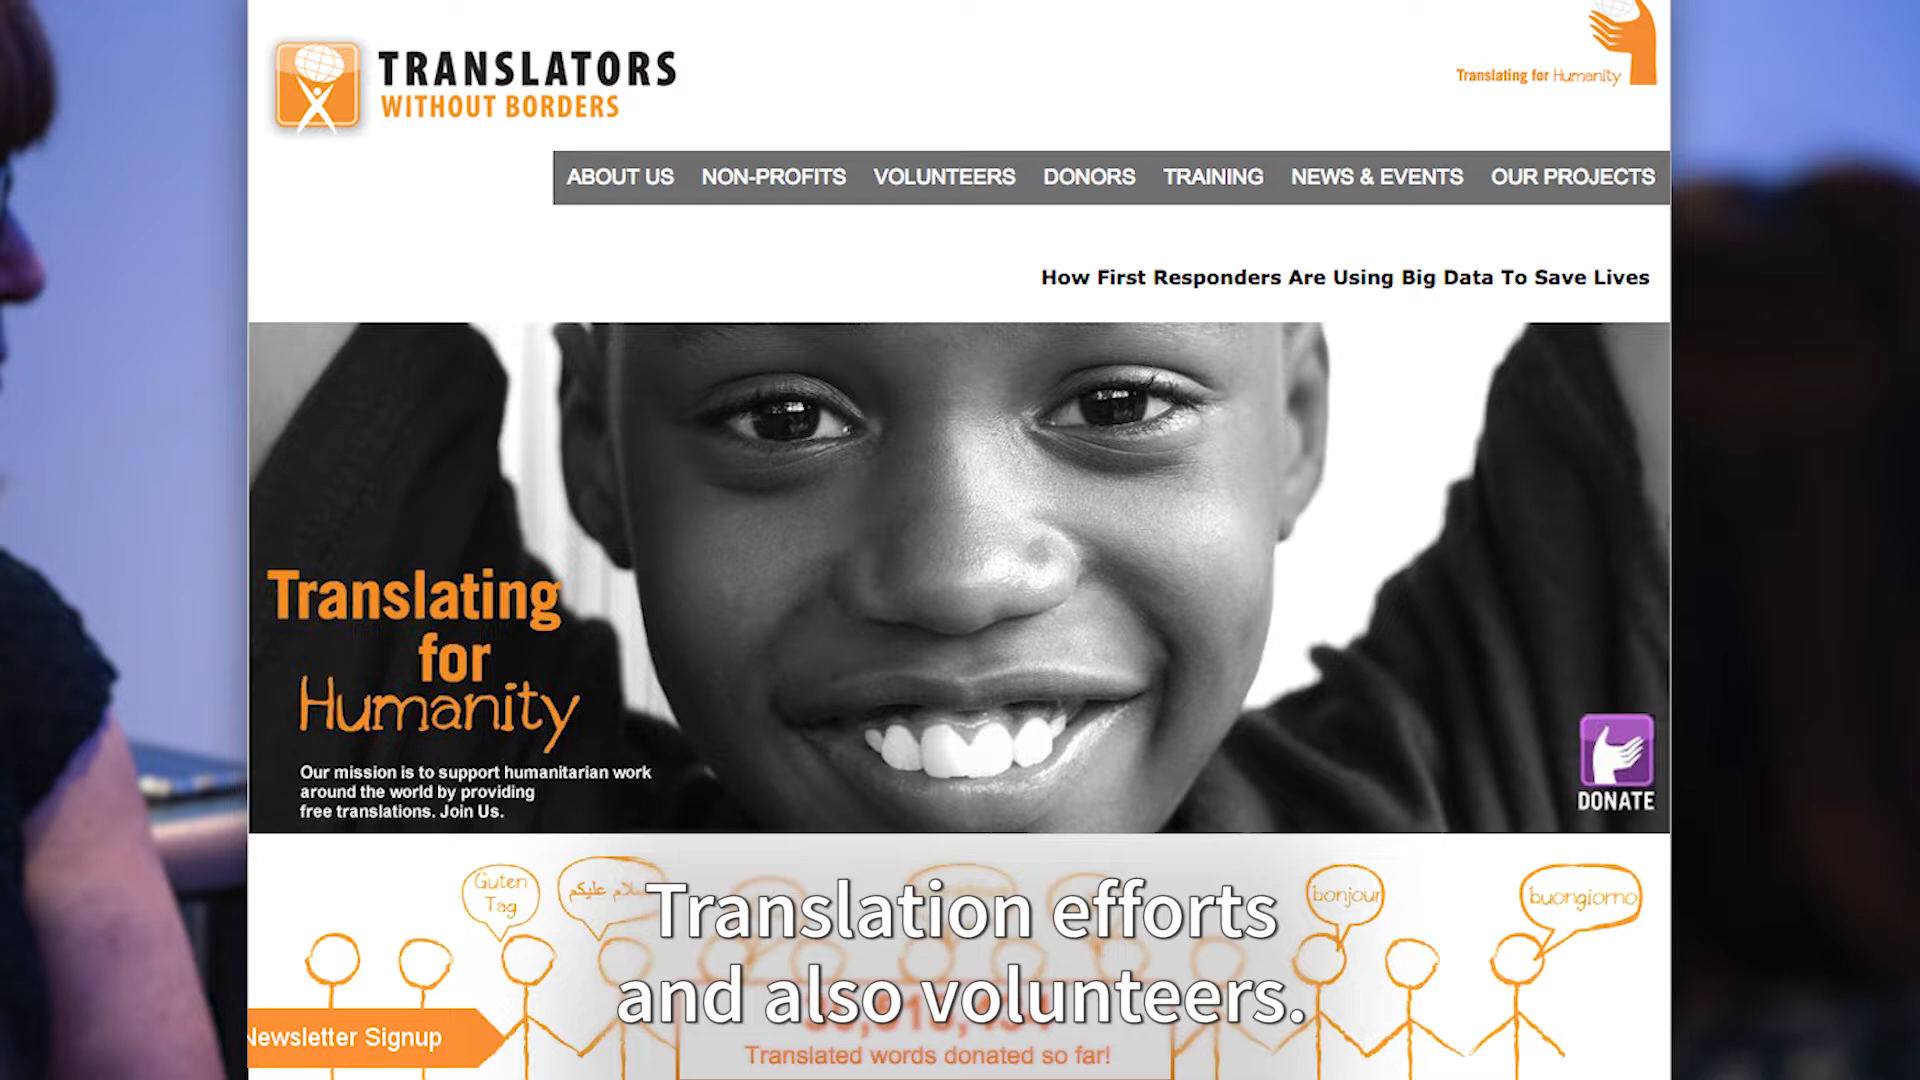 TRANSLATORS
WITHOUT BORDERS
Translating for Humanity
ABOUT US NON-PROFITS VOLUNTEERS DONORS TRAINING NEWS & EVENTS OUR PROJECTS
How First Responders Are Using Big Data To Save Lives
Translating
for
Humanity
Our mission is to support humanitarian work
around the world by providing
free translations. Join Us.
DONATE
Guten
Tag
عليكم
bonjour
buongiorno
Translation efforts
and also volunteers.
Newsletter Signup
Translated words donated so far!